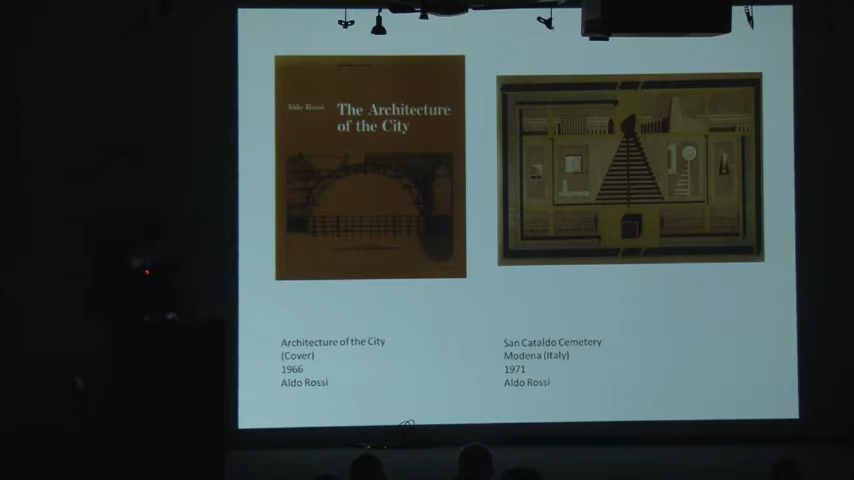 Aldo Rossi
The Architecture
of the City
Architecture of the City
(Cover)
1966
Aldo Rossi
San Cataldo Cemetery
Modena (Italy)
1971
Aldo Rossi